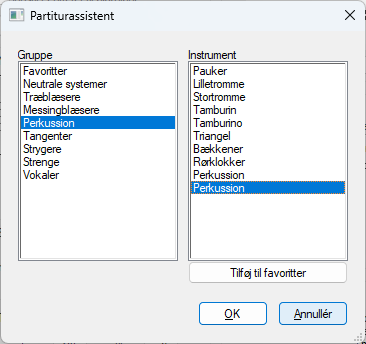 Partiturassistent
Gruppe
Favoritter
Neutrale systemer
Træblæsere
Messingblæsere
Perkussion
Tangenter
Strygere
Strenge
Vokaler
Instrument
Pauker
Lilletromme
Stortromme
Tamburin
Tamburino
Triangel
Bækkener
Rørklokker
Perkussion
Perkussion
Tilføj til favoritter
OK
Annullér